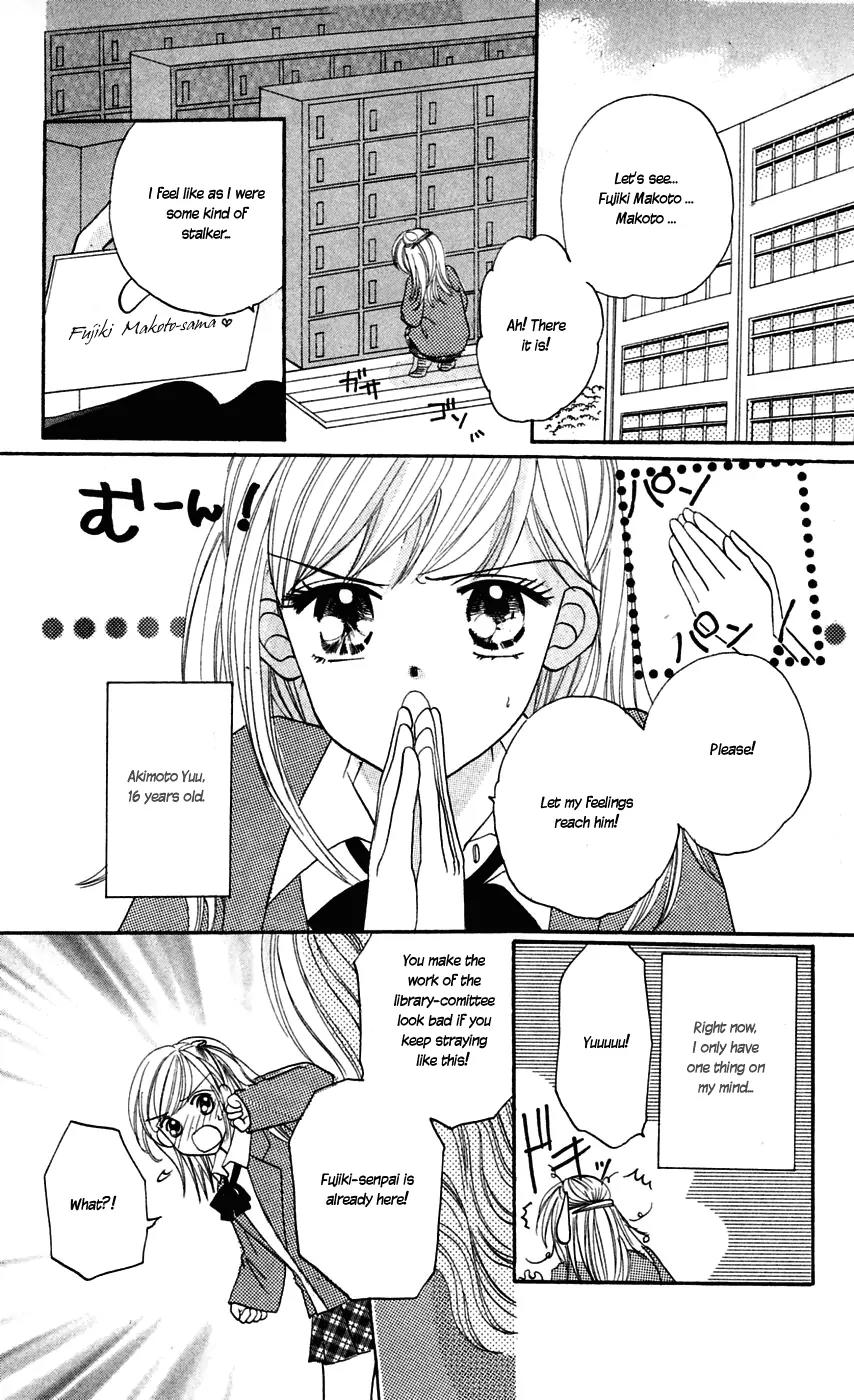 Let's see...
Fujiki Makoto ...
Makoto ...
Ah! There
it is!
ガサ
ゴソ
I Feel like as I were
some kind of
stalker...
Fujiki Makoto-sama ♡
パン
パン
Please!
Let my Feelings
reach him!
むーん!
Akimoto Yuu,
16 years old.
Right now,
I only have
one thing on
my mind...
Yuuuuu!
ドキッ
You make the
work of the
library-comittee
look bad if you
keep straying
like this!
Fujiki-senpai is
already here!
What?!